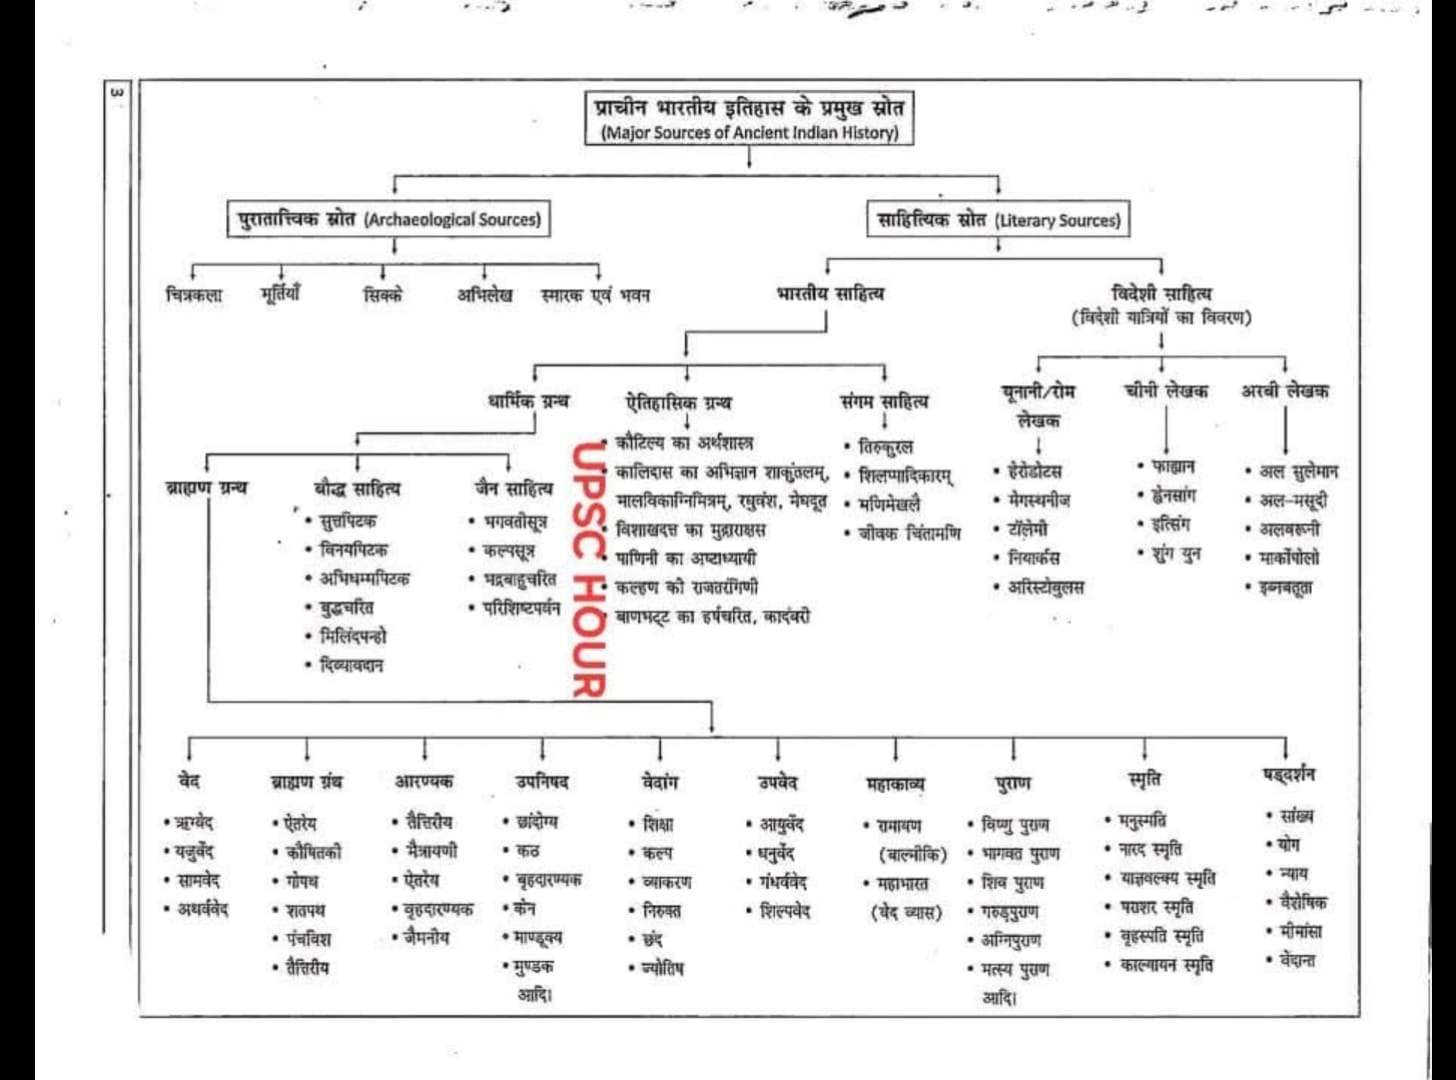 3
प्राचीन भारतीय इतिहास के प्रमुख स्रोत
(Major Sources of Ancient Indian History)
पुरातात्त्विक स्रोत (Archaeological Sources)
चित्रकला
मूर्तियाँ
सिक्के
अभिलेख
स्मारक एवं भवन
साहित्यिक स्रोत (Literary Sources)
भारतीय साहित्य
विदेशी साहित्य
(विदेशी यात्रियों का विवरण)
धार्मिक ग्रन्थ
ऐतिहासिक ग्रन्थ
• कौटिल्य का अर्थशास्त्र
• कालिदास का अभिज्ञान शाकुंतलम्,
मालविकाग्निमित्रम्, रघुवंश, मेघदूत
• विशाखदत्त का मुद्राराक्षस
• पाणिनी का अष्टाध्यायी
• कल्हण की राजतरंगिणी
• बाणभट्ट का हर्षचरित, कादंबरी
संगम साहित्य
• तिरुकुरल
• शिलप्पादिकारम्
• मणिमेखलै
• जीवक चिंतामणि
यूनानी/रोम
लेखक
• हेरोडोटस
• मेगस्थनीज
• टॉलेमी
• नियार्कस
• अरिस्टोवुलस
चीनी लेखक
• फाह्यान
• ह्वेनसांग
• इत्सिंग
• शुंग युन
अरबी लेखक
• अल सुलेमान
• अल-मसूदी
• अलबरूनी
• मार्कोपोलो
• इब्नबतूता
ब्राह्मण ग्रन्थ
बौद्ध साहित्य
• सुत्तपिटक
• विनयपिटक
• अभिधम्मपिटक
• बुद्धचरित
• मिलिंदपन्हो
• दिव्यावदान
जैन साहित्य
• भगवतीसूत्र
• कल्पसूत्र
• भद्रबाहुचरित
• परिशिष्टपर्वन
UPSC HOUR
वेद
• ऋग्वेद
• यजुर्वेद
• सामवेद
• अथर्ववेद
ब्राह्मण ग्रंथ
• ऐतरेय
• कौषितकी
• गोपथ
• शतपथ
• पंचविश
• तैत्तिरीय
आरण्यक
• तैत्तिरीय
• मैत्रायणी
• ऐतरेय
• वृहदारण्यक
• जैमनीय
उपनिषद
• छांदोग्य
• कठ
• बृहदारण्यक
• केन
• माण्डूक्य
• मुण्डक
आदि।
वेदांग
• शिक्षा
• कल्प
• व्याकरण
• निरुक्त
• छंद
• ज्योतिष
उपवेद
• आयुर्वेद
• धनुर्वेद
• गंधर्ववेद
• शिल्पवेद
महाकाव्य
• रामायण
(बाल्मीकि)
• महाभारत
(वेद व्यास)
पुराण
• विष्णु पुराण
• भागवत पुराण
• शिव पुराण
• गरुड़पुराण
• अग्निपुराण
• मत्स्य पुराण
आदि।
स्मृति
• मनुस्मति
• नारद स्मृति
• याज्ञवल्क्य स्मृति
• पराशर स्मृति
• वृहस्पति स्मृति
• कात्यायन स्मृति
षड्दर्शन
• सांख्य
• योग
• न्याय
• वैशेषिक
• मीमांसा
• वेदान्त